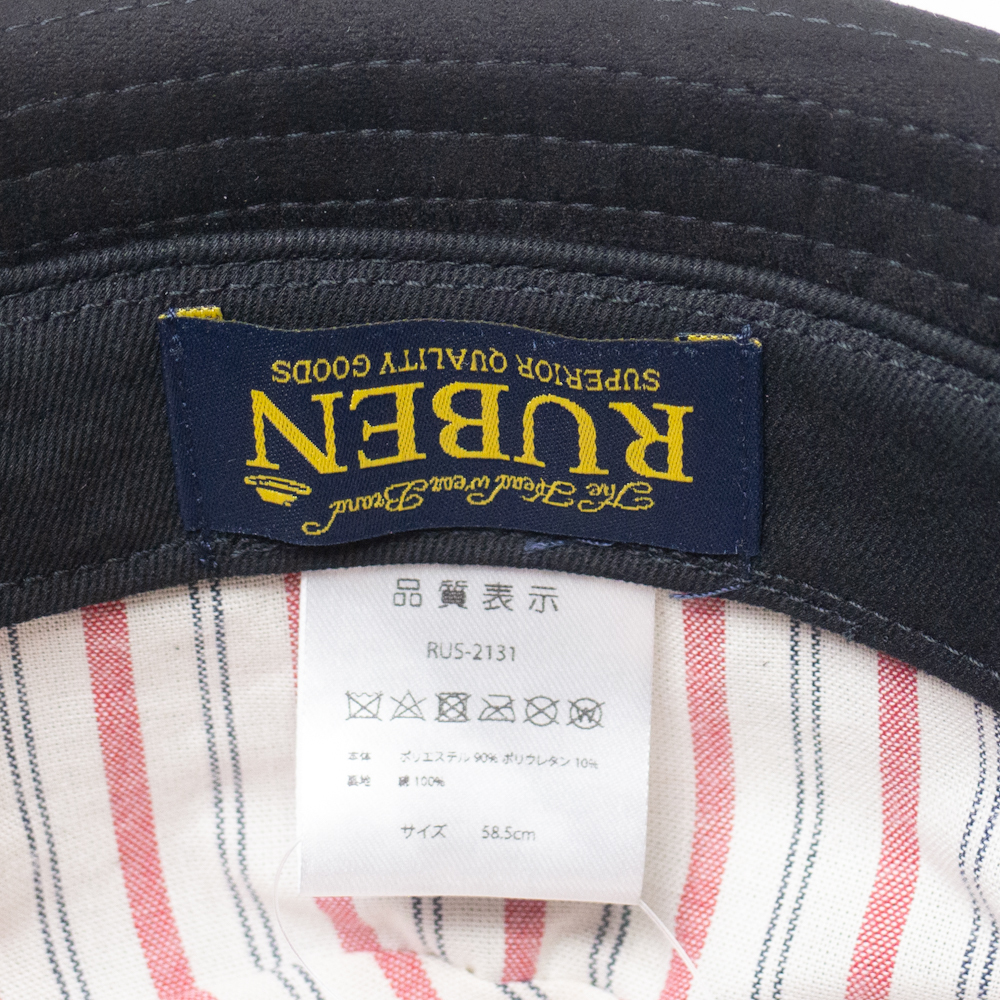 The Head Wear Brand
RUBEN
SUPERIOR QUALITY GOODS
品質表示
RUS-2131
本体 ポリエステル 90% ポリウレタン 10%
裏地 綿 100%
サイズ 58.5cm